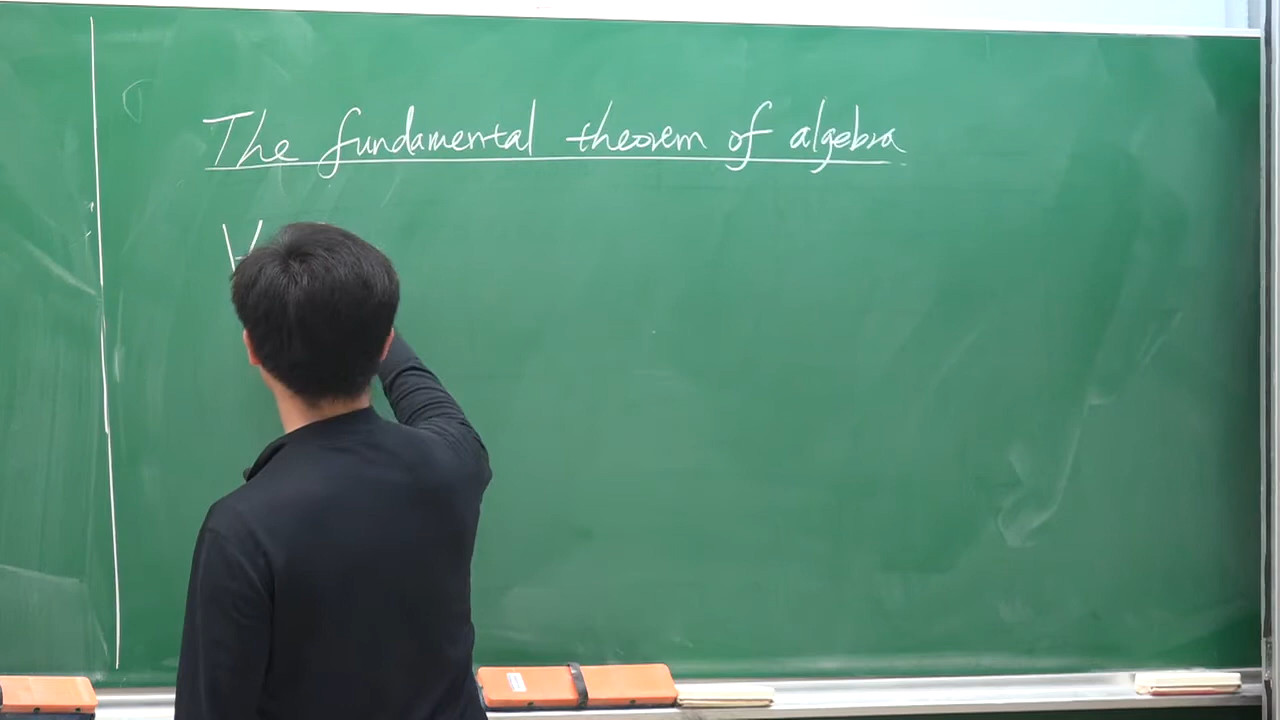 The fundamental theorem of algebra
∀